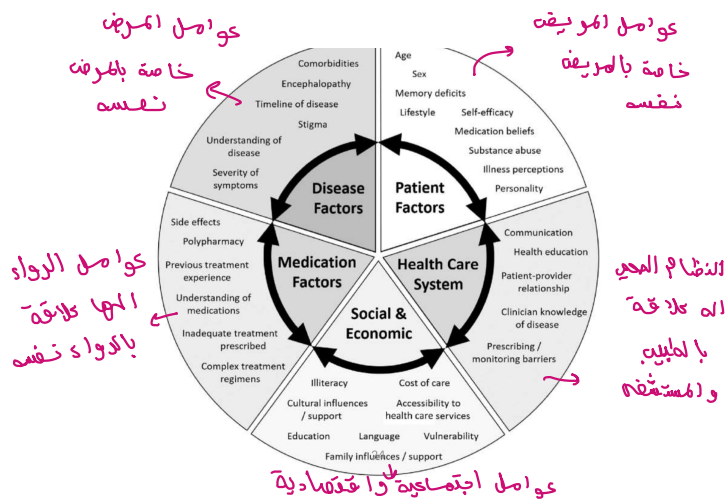 عوامل المرض
خاصة بالمرض
نفسه
عوامل المريض
خاصة بالمريض
نفسه
Comorbidities
Encephalopathy
Timeline of disease
Stigma
Understanding of
disease
Severity of
symptoms
Disease
Factors
Age
Sex
Memory deficits
Lifestyle
Self-efficacy
Medication beliefs
Substance abuse
Illness perceptions
Personality
Patient
Factors
Side effects
Polypharmacy
Previous treatment
experience
Understanding of
medications
Inadequate treatment
prescribed
Complex treatment
regimens
Medication
Factors
عوامل الدواء
الها علاقة
بالدواء نفسه
Communication
Health education
Patient-provider
relationship
Clinician knowledge
of disease
Prescribing /
monitoring barriers
Health Care
System
النظام الصحي
اله علاقة
بالطبيب
والمستشفى
Social &
Economic
Illiteracy
Cost of care
Cultural influences
/ support
Accessibility to
health care services
Education
Language
Vulnerability
Family influences / support
24
عوامل اجتماعية واقتصادية